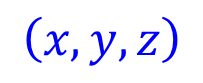 (x, y, z)